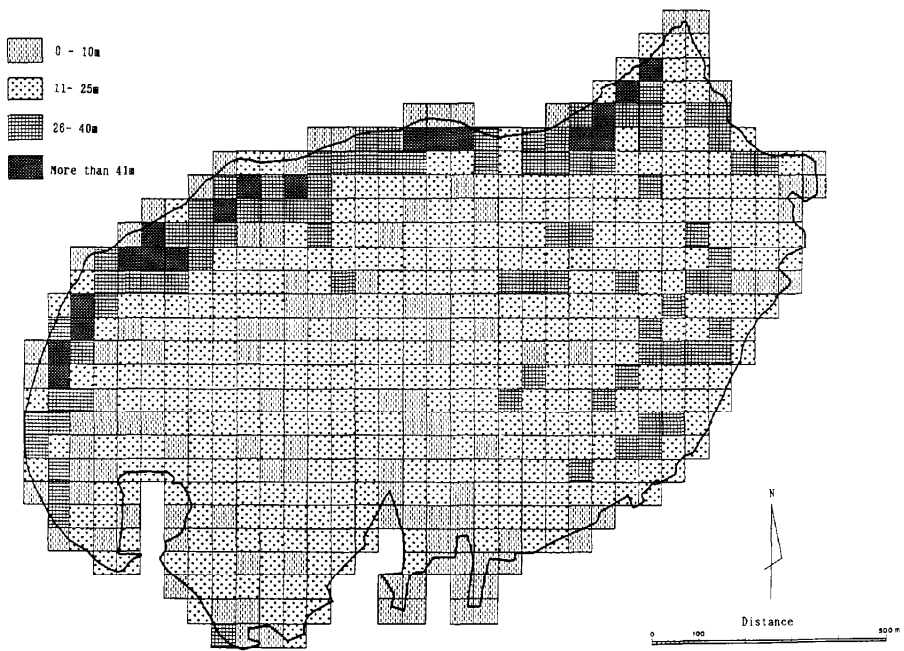 0 - 10m
11- 25m
26- 40m
More than 41m
N
Distance
0 100 500 m